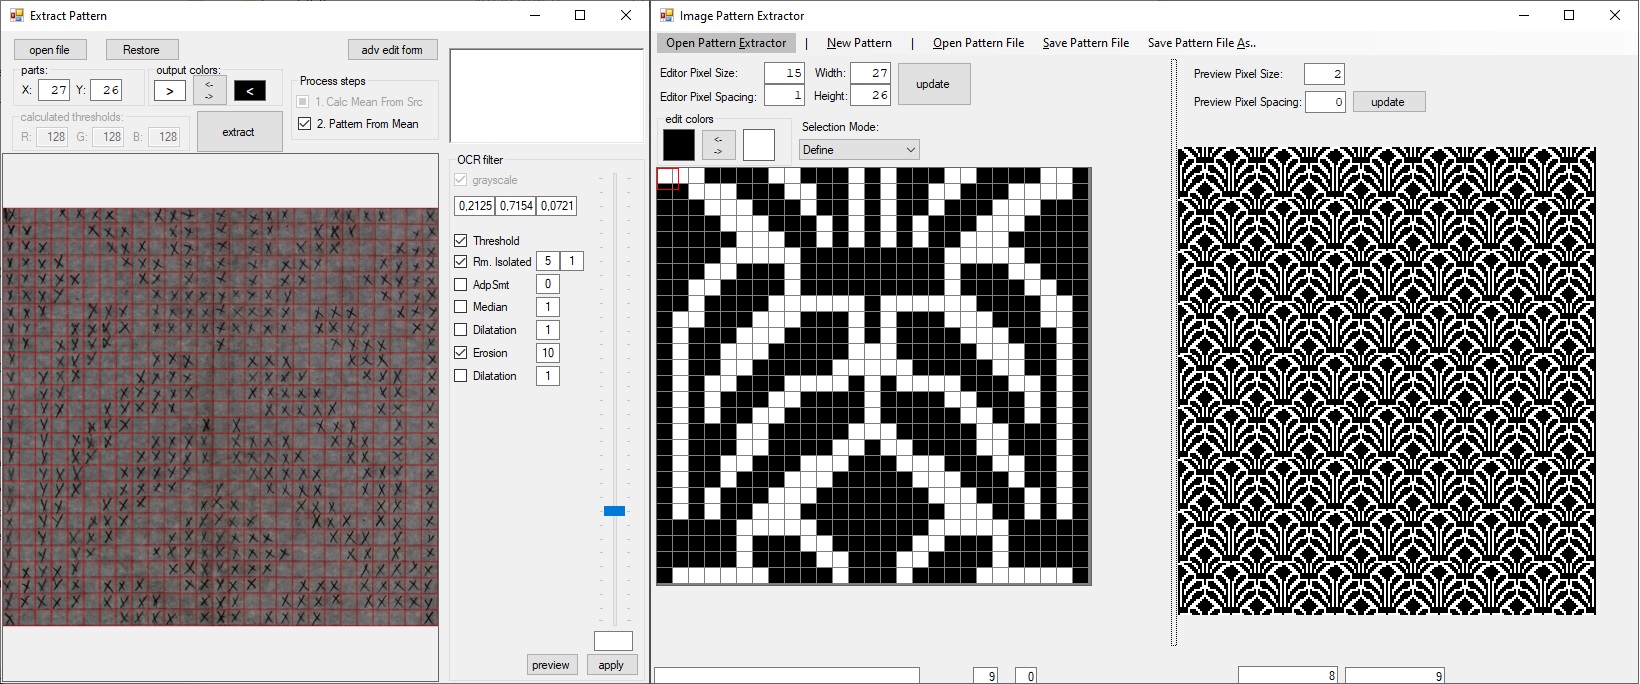 Extract Pattern
open file
Restore
adv edit form
parts:
X: 27 Y: 26
output colors:
> <- -> <
Process steps
1. Calc Mean From Src
2. Pattern From Mean
calculated thresholds:
R: 128 G: 128 B: 128
extract
OCR filter
grayscale
0,2125 0,7154 0,0721
Threshold
Rm. Isolated 5 1
AdpSmt 0
Median 1
Dilatation 1
Erosion 10
Dilatation 1
preview
apply
Image Pattern Extractor
Open Pattern Extractor | New Pattern | Open Pattern File Save Pattern File Save Pattern File As..
Editor Pixel Size: 15 Width: 27
Editor Pixel Spacing: 1 Height: 26
update
edit colors
<- ->
Selection Mode:
Define
Preview Pixel Size: 2
Preview Pixel Spacing: 0 update
9 0
8 9